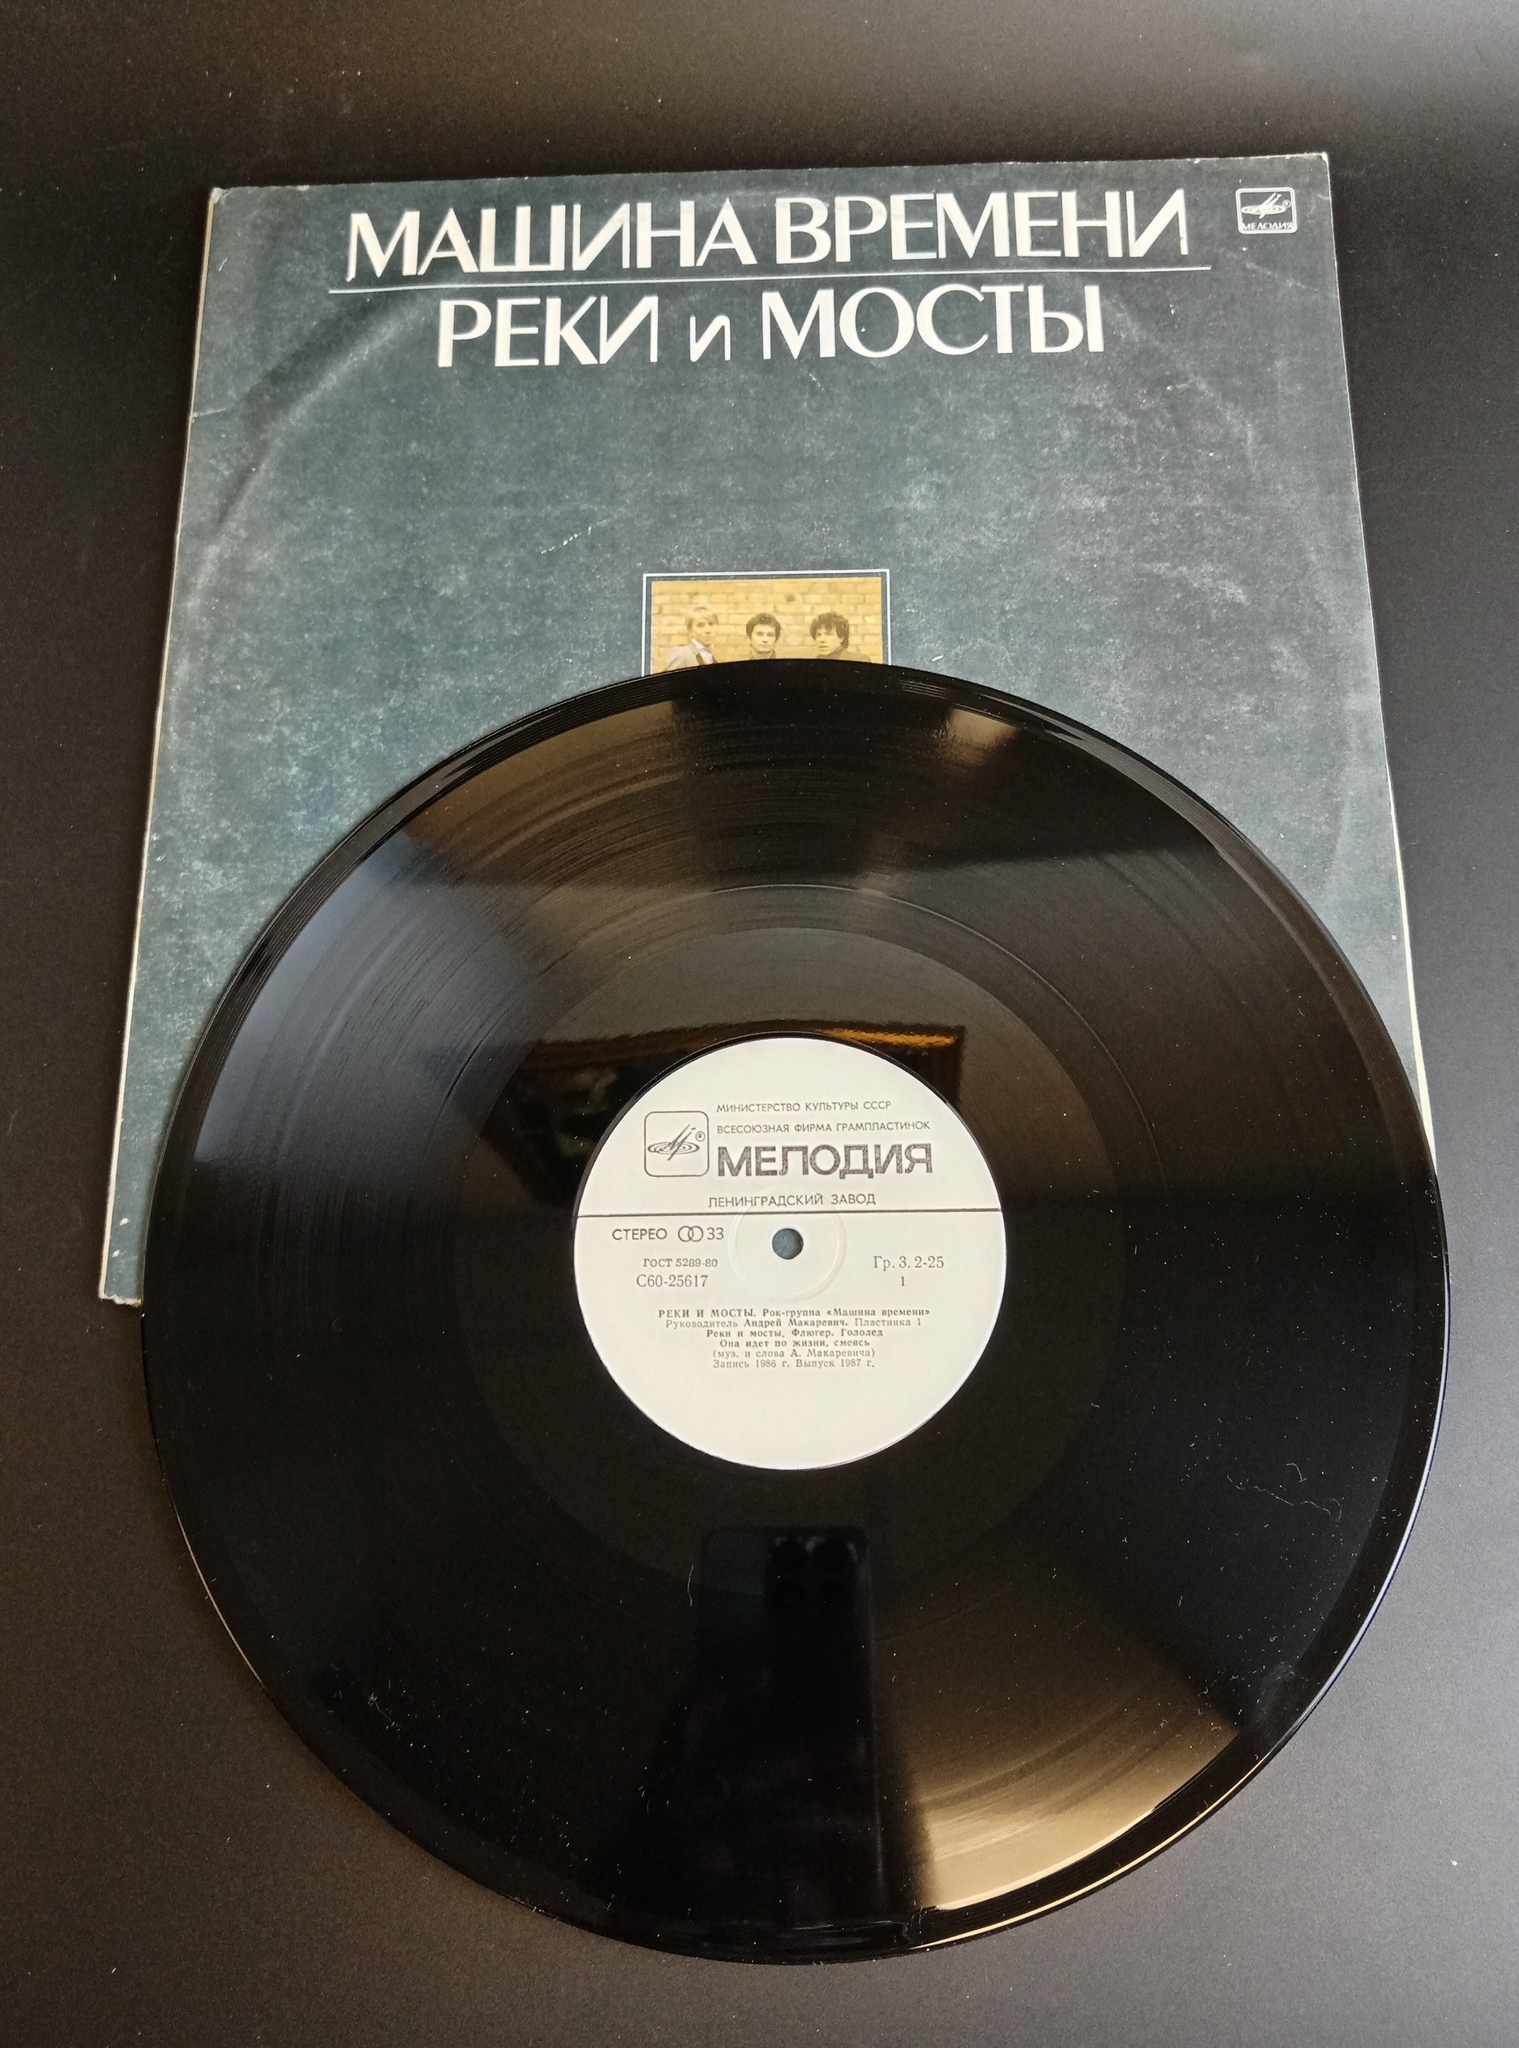 МАШИНА ВРЕМЕНИ
МЕЛОДИЯ
РЕКИ и МОСТЫ
МИНИСТЕРСТВО КУЛЬТУРЫ СССР
ВСЕСОЮЗНАЯ ФИРМА ГРАМПЛАСТИНОК
® МЕЛОДИЯ
ЛЕНИНГРАДСКИЙ ЗАВОД
СТЕРЕО 33
ГОСТ 5289-80
С60-25617
Гр. 3. 2-25
1
РЕКИ И МОСТЫ. Рок-группа «Машина времени»
Руководитель Андрей Макаревич. Пластинка 1
Реки и мосты. Флюгер. Гололед
Она идет по жизни, смеясь
(муз. и слова А. Макаревича)
Запись 1986 г. Выпуск 1987 г.